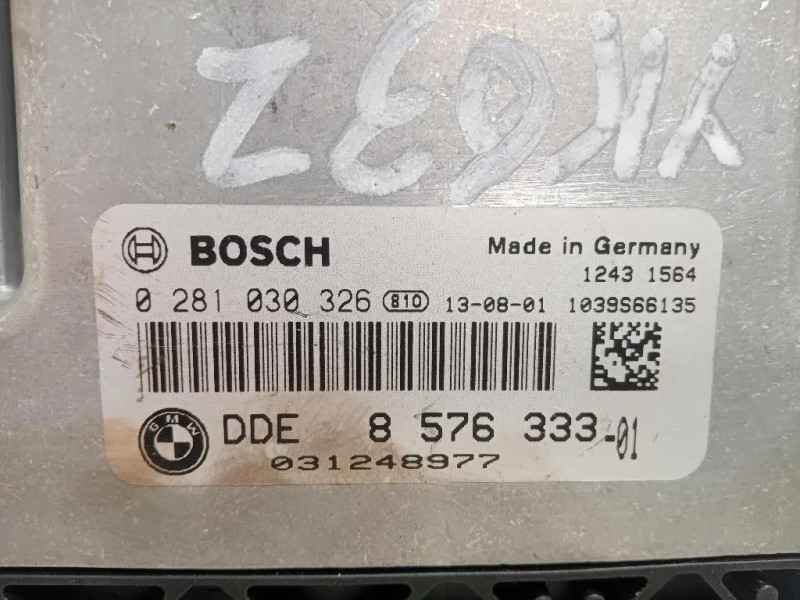 BOSCH
Made in Germany
1243 1564
0 281 030 326 810 13-08-01 1039S66135
BMW
DDE 8 576 333-01
031248977